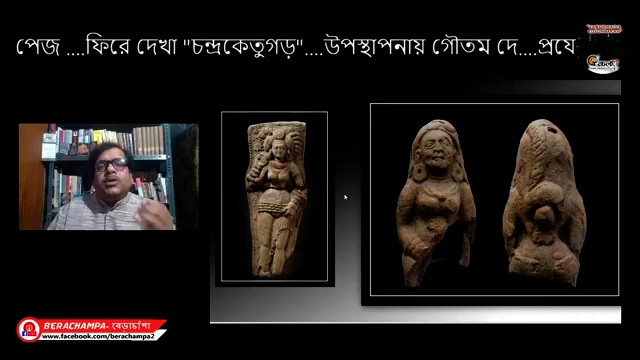 পেজ ....ফিরে দেখা "চন্দ্রকেতুগড়"....উপস্থাপনায় গৌতম দে....প্রযে
BERACHAMPA- বেড়াচাঁপা
www.facebook.com/berachampa2